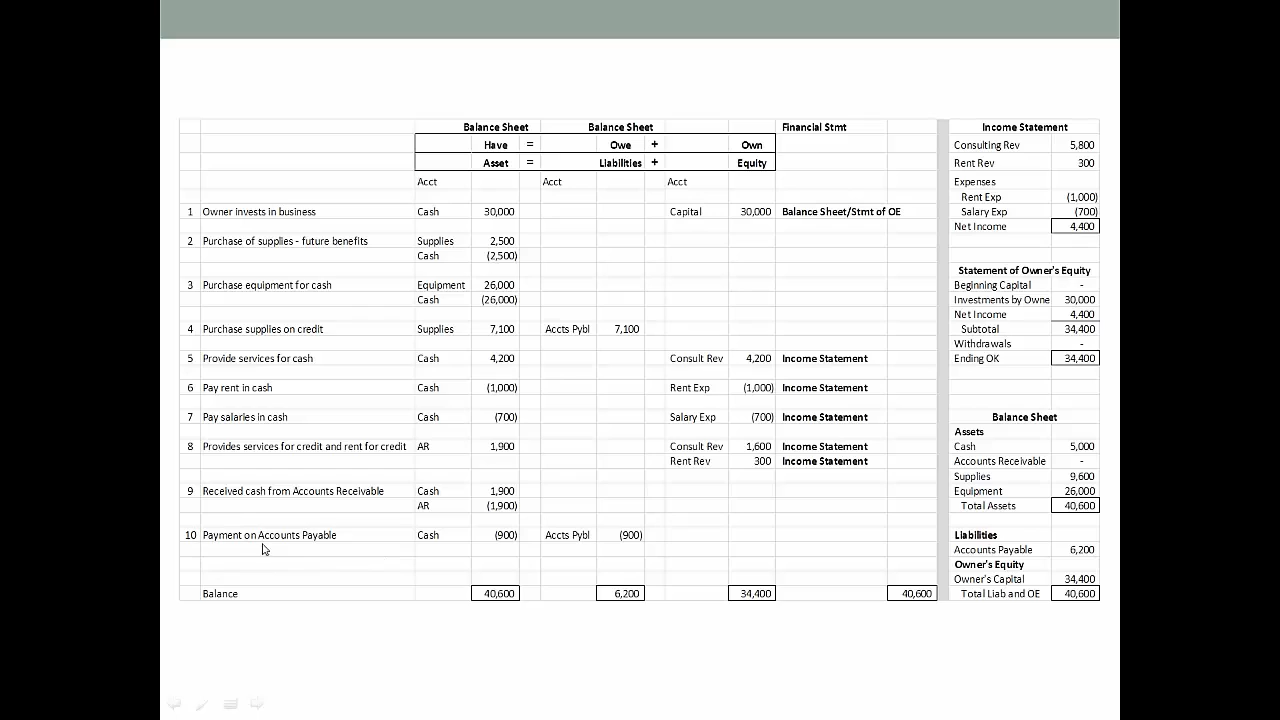 Balance Sheet Balance Sheet Financial Stmt
Have = Owe + Own
Asset = Liabilities + Equity
Acct Acct Acct
1 Owner invests in business Cash 30,000 Capital 30,000 Balance Sheet/Stmt of OE
2 Purchase of supplies - future benefits Supplies 2,500
Cash (2,500)
3 Purchase equipment for cash Equipment 26,000
Cash (26,000)
4 Purchase supplies on credit Supplies 7,100 Accts Pybl 7,100
5 Provide services for cash Cash 4,200 Consult Rev 4,200 Income Statement
6 Pay rent in cash Cash (1,000) Rent Exp (1,000) Income Statement
7 Pay salaries in cash Cash (700) Salary Exp (700) Income Statement
8 Provides services for credit and rent for credit AR 1,900 Consult Rev 1,600 Income Statement
Rent Rev 300 Income Statement
9 Received cash from Accounts Receivable Cash 1,900
AR (1,900)
10 Payment on Accounts Payable Cash (900) Accts Pybl (900)
Balance 40,600 6,200 34,400 40,600
Income Statement
Consulting Rev 5,800
Rent Rev 300
Expenses
Rent Exp (1,000)
Salary Exp (700)
Net Income 4,400
Statement of Owner's Equity
Beginning Capital -
Investments by Owne 30,000
Net Income 4,400
Subtotal 34,400
Withdrawals -
Ending OK 34,400
Balance Sheet
Assets
Cash 5,000
Accounts Receivable -
Supplies 9,600
Equipment 26,000
Total Assets 40,600
Liabilities
Accounts Payable 6,200
Owner's Equity
Owner's Capital 34,400
Total Liab and OE 40,600